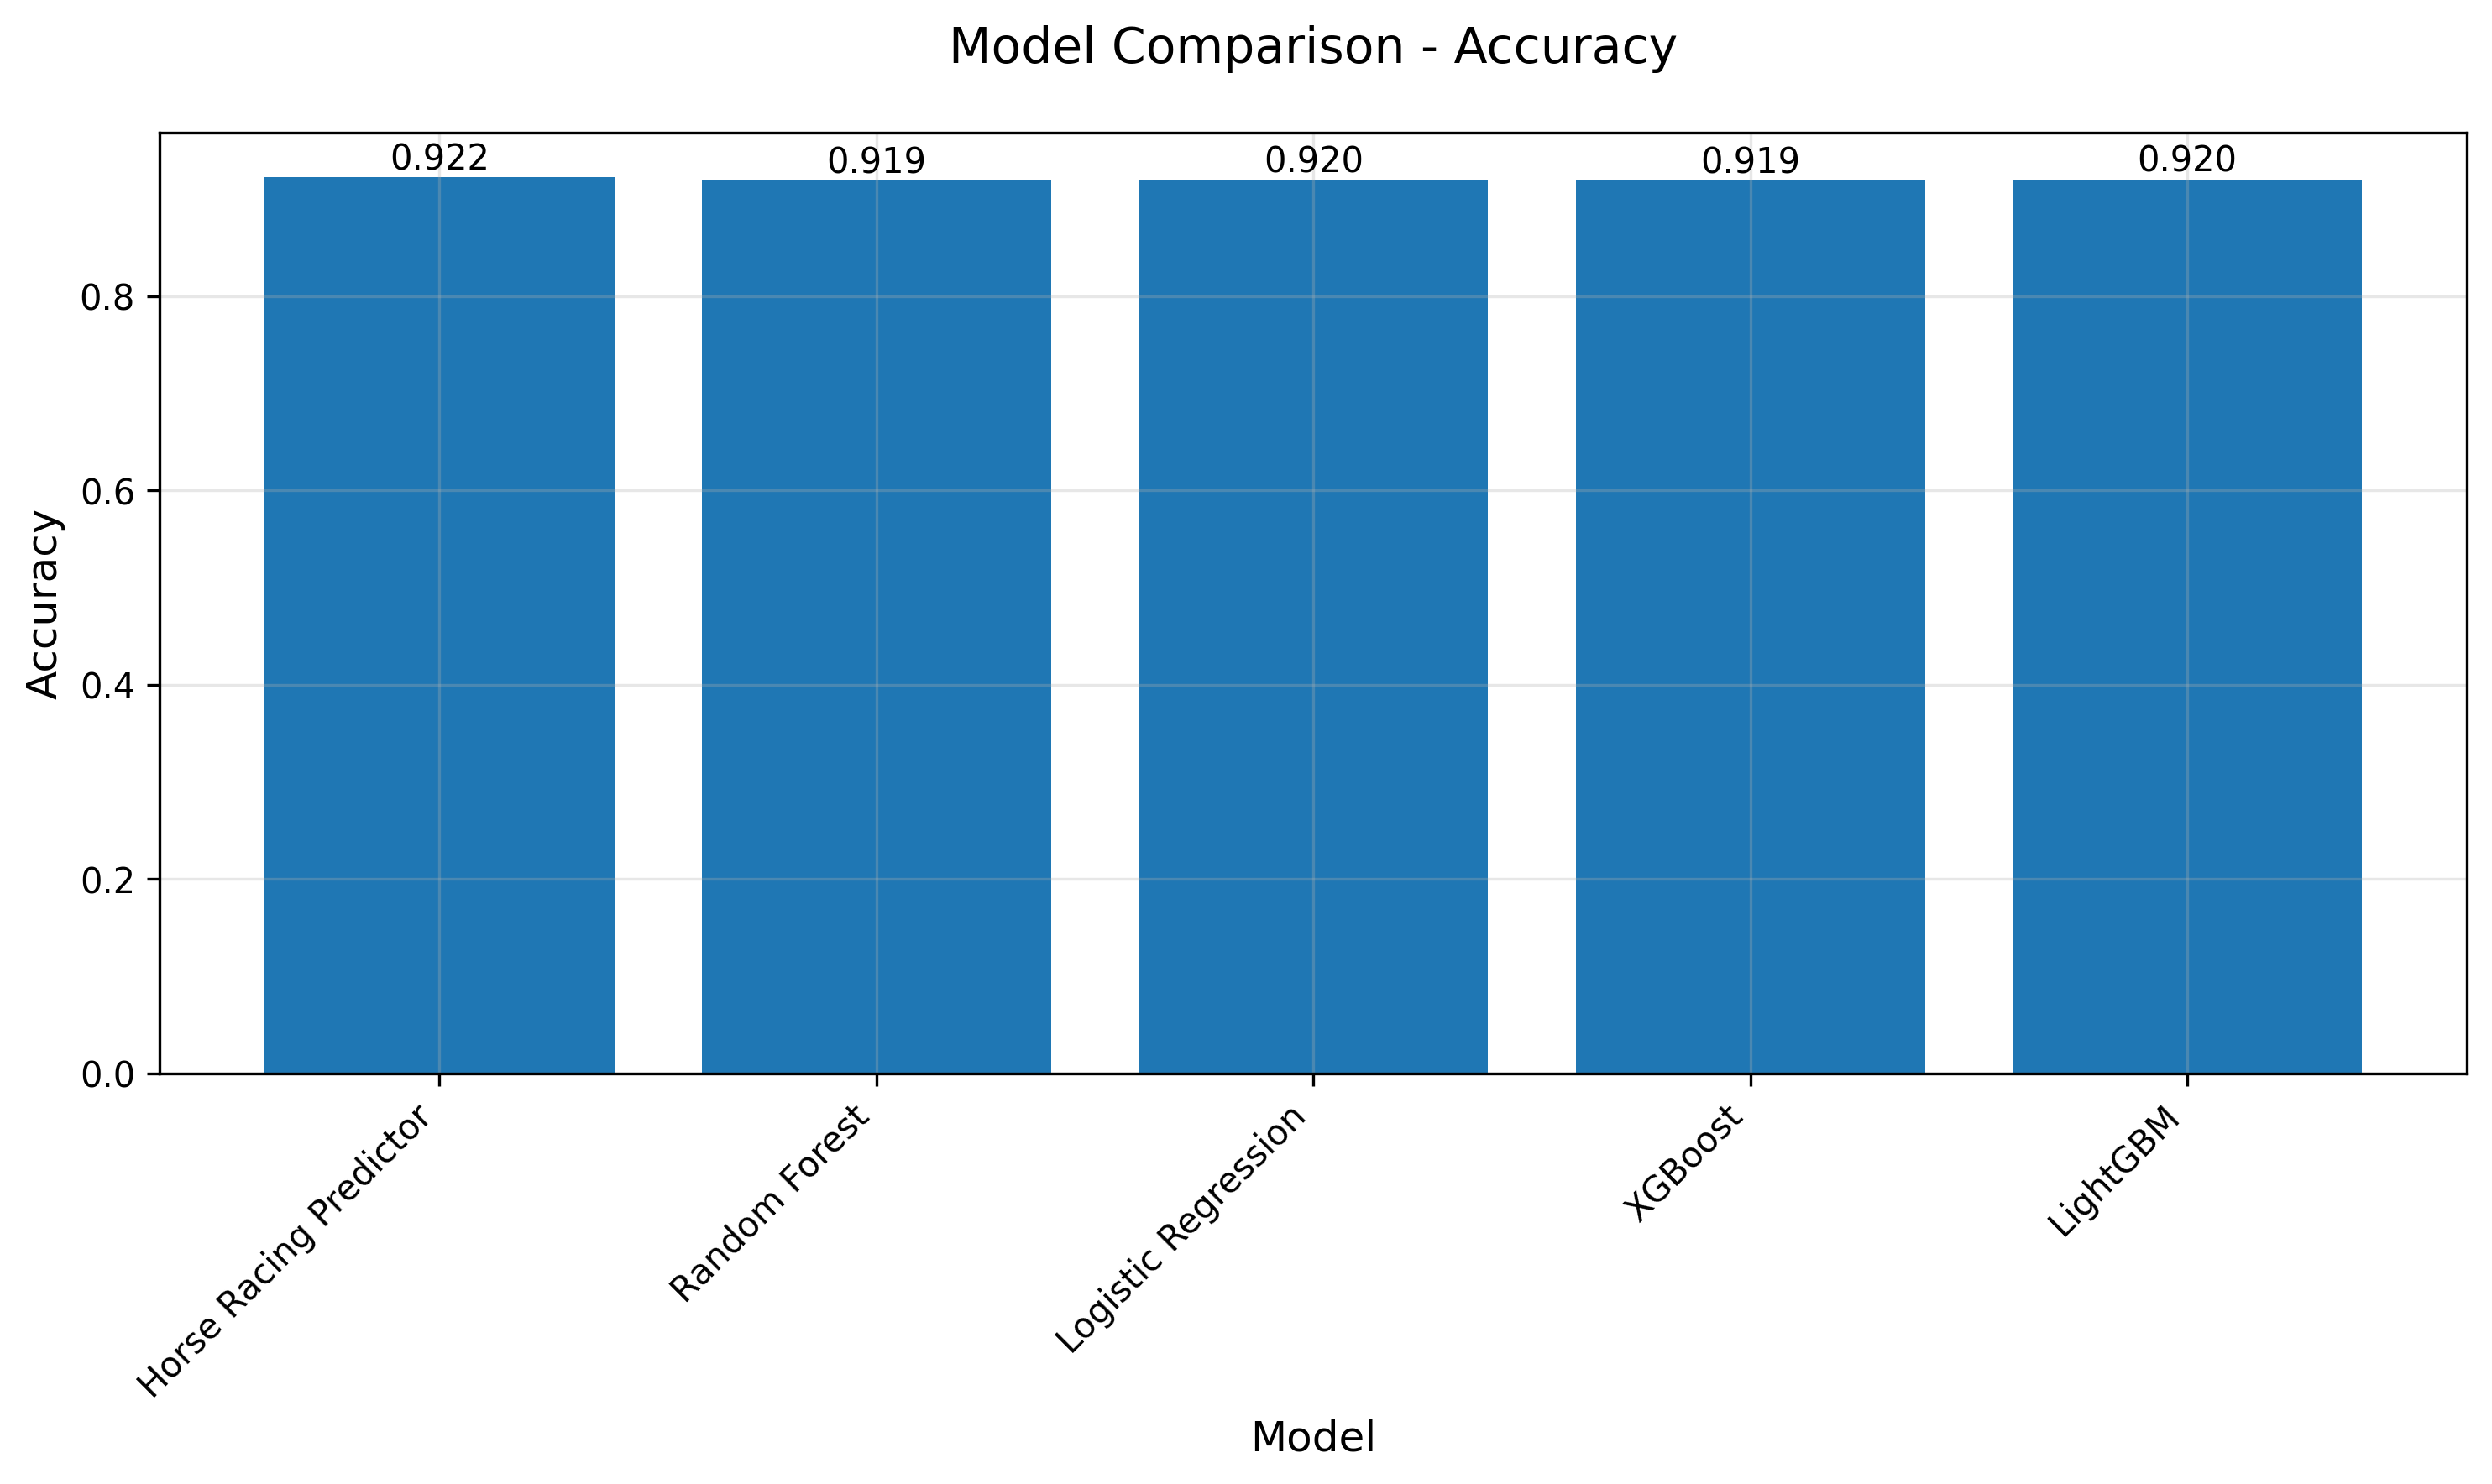 Model Comparison - Accuracy
0.922
0.919
0.920
0.919
0.920
0.8
0.6
0.4
0.2
0.0
Accuracy
Horse Racing Predictor
Random Forest
Logistic Regression
XGBoost
LightGBM
Model